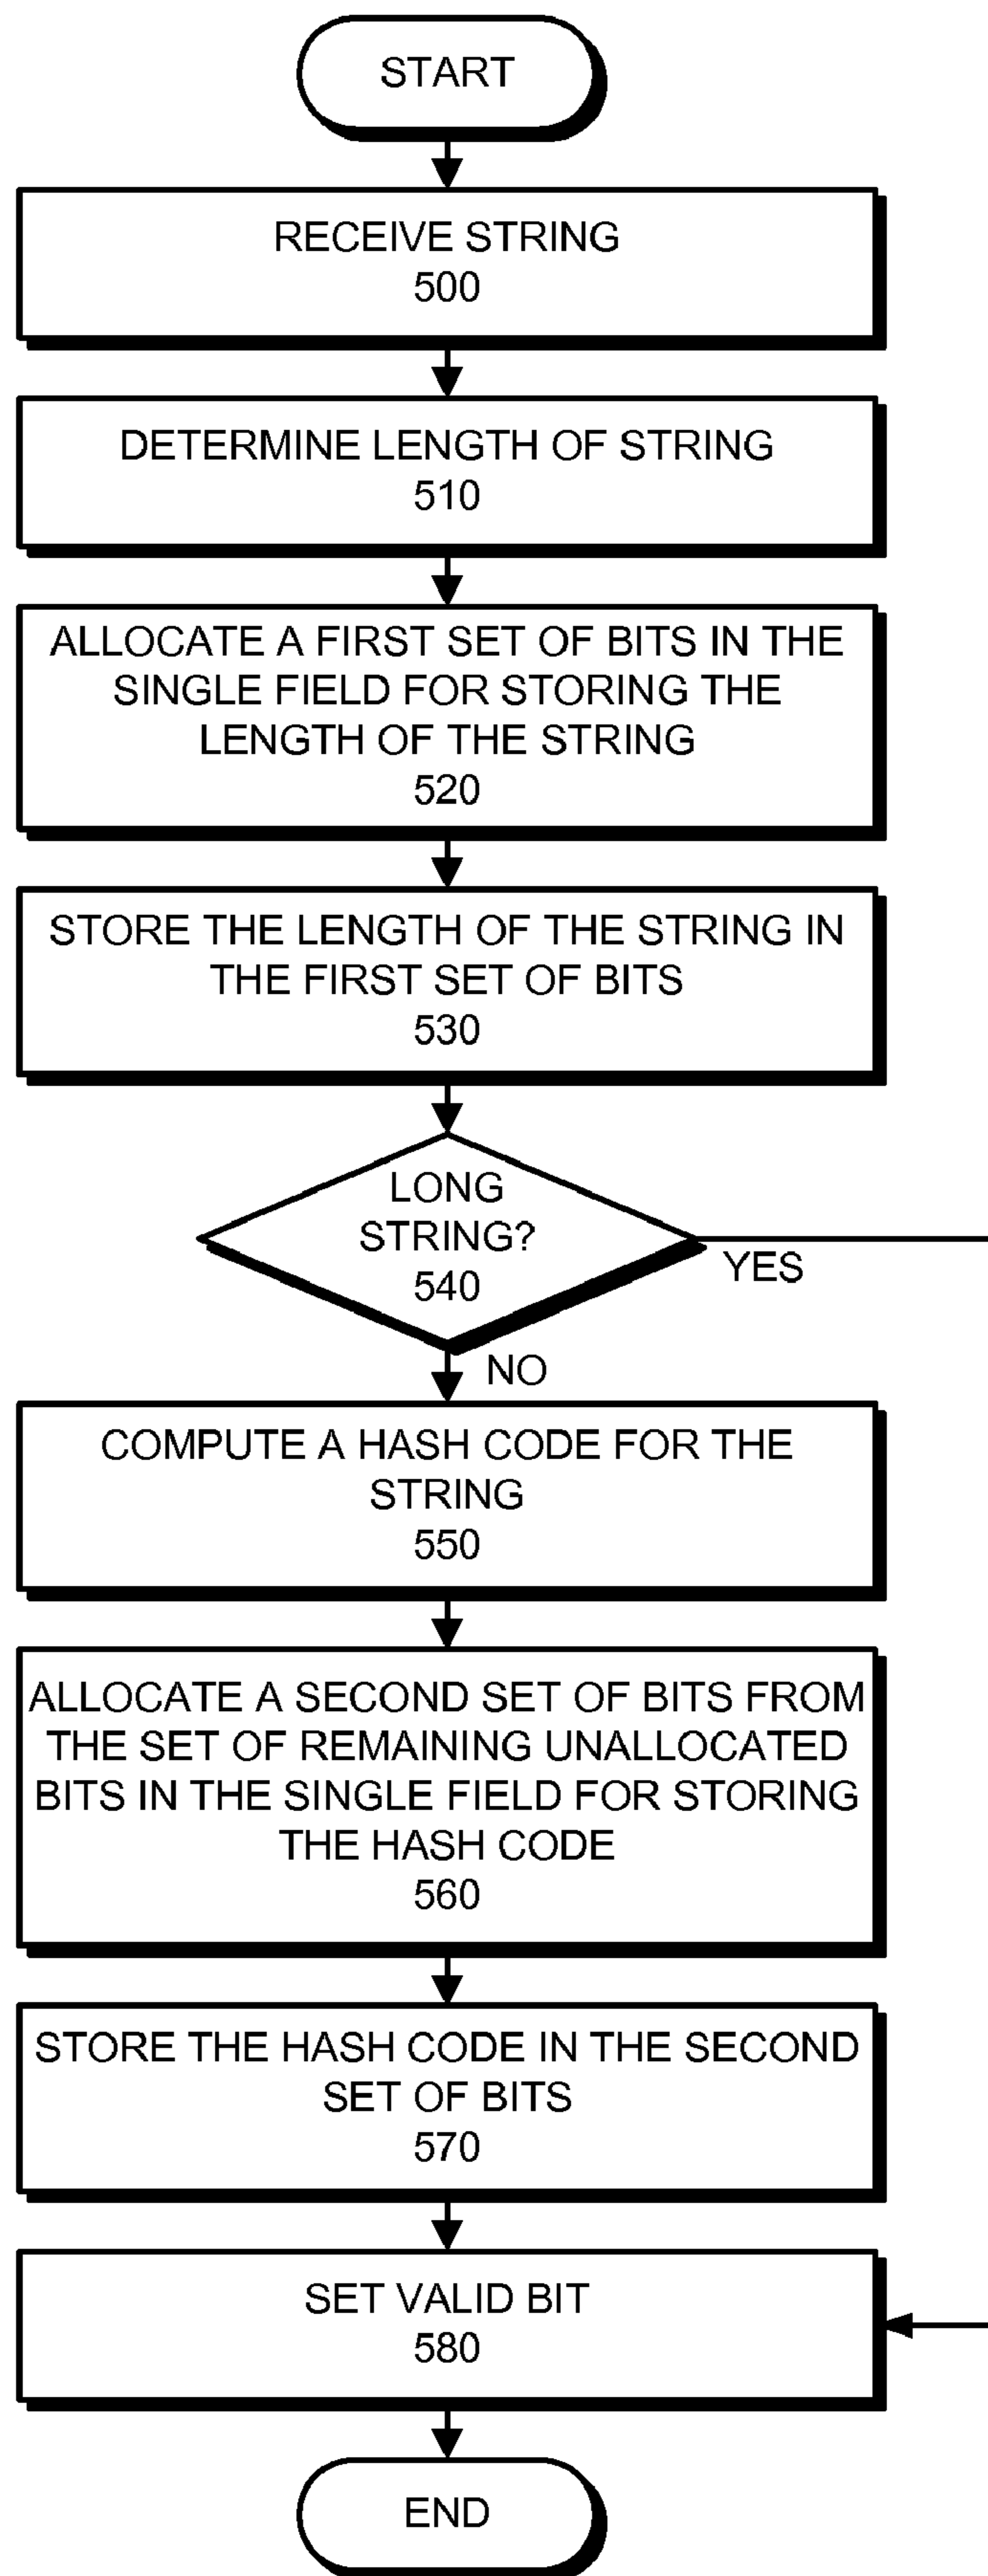 START
RECEIVE STRING
500
DETERMINE LENGTH OF STRING
510
ALLOCATE A FIRST SET OF BITS IN THE
SINGLE FIELD FOR STORING THE
LENGTH OF THE STRING
520
STORE THE LENGTH OF THE STRING IN
THE FIRST SET OF BITS
530
LONG
STRING?
540
YES
NO
COMPUTE A HASH CODE FOR THE
STRING
550
ALLOCATE A SECOND SET OF BITS FROM
THE SET OF REMAINING UNALLOCATED
BITS IN THE SINGLE FIELD FOR STORING
THE HASH CODE
560
STORE THE HASH CODE IN THE SECOND
SET OF BITS
570
SET VALID BIT
580
END